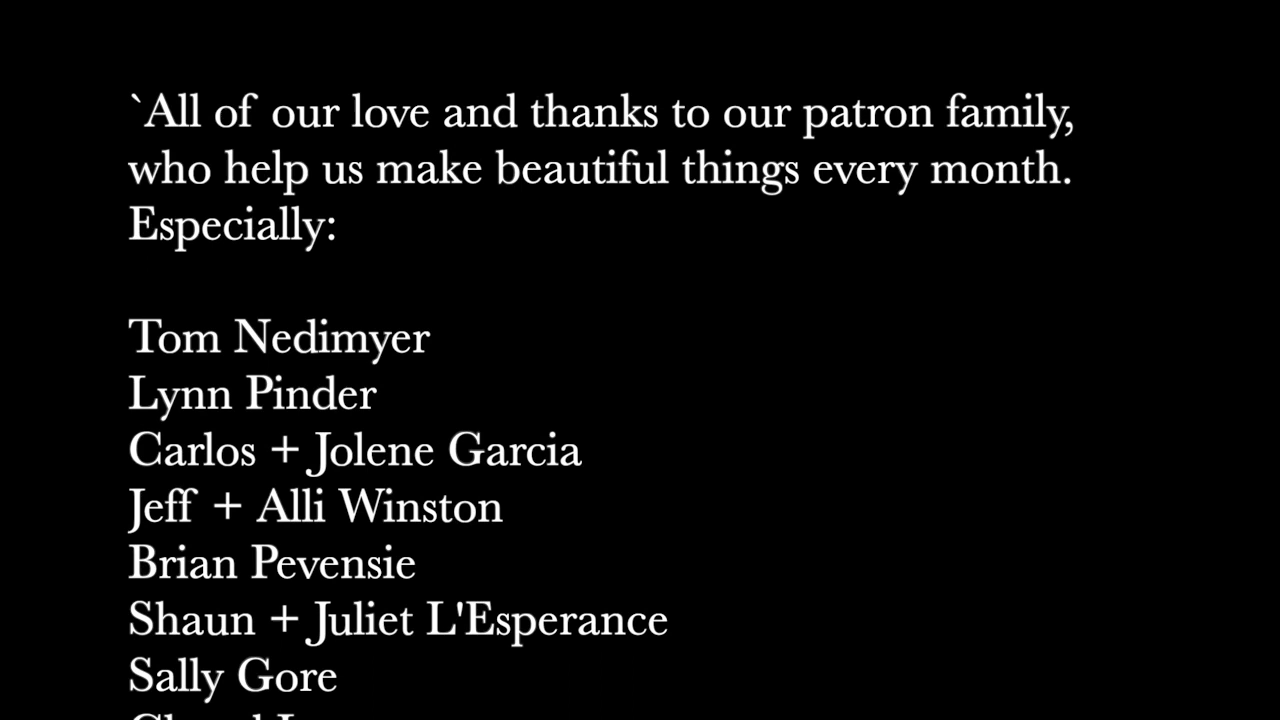 `All of our love and thanks to our patron family,
who help us make beautiful things every month.
Especially:
Tom Nedimyer
Lynn Pinder
Carlos + Jolene Garcia
Jeff + Alli Winston
Brian Pevensie
Shaun + Juliet L'Esperance
Sally Gore